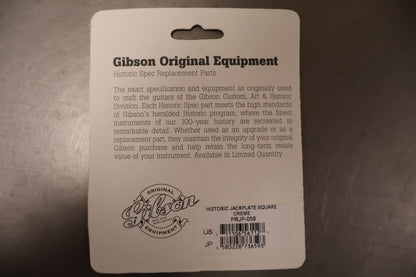 Gibson Original Equipment
Historic Spec Replacement Parts
The exact specification and equipment as originally used
to craft the guitars of the Gibson Custom, Art & Historic
Division. Each Historic Spec part meets the high standards
of Gibson's heralded Historic program, where the finest
instruments of our 100-year history are recreated in
remarkable detail. Whether used as an upgrade or as a
replacement part, they maintain the integrity of your original
Gibson purchase and help retain the long-term resale
value of your instrument. Available in Limited Quantity.
ORIGINAL
Gibson
EQUIPMENT
HISTORIC JACKPLATE SQUARE
CREME
PRJP-059
US
JP